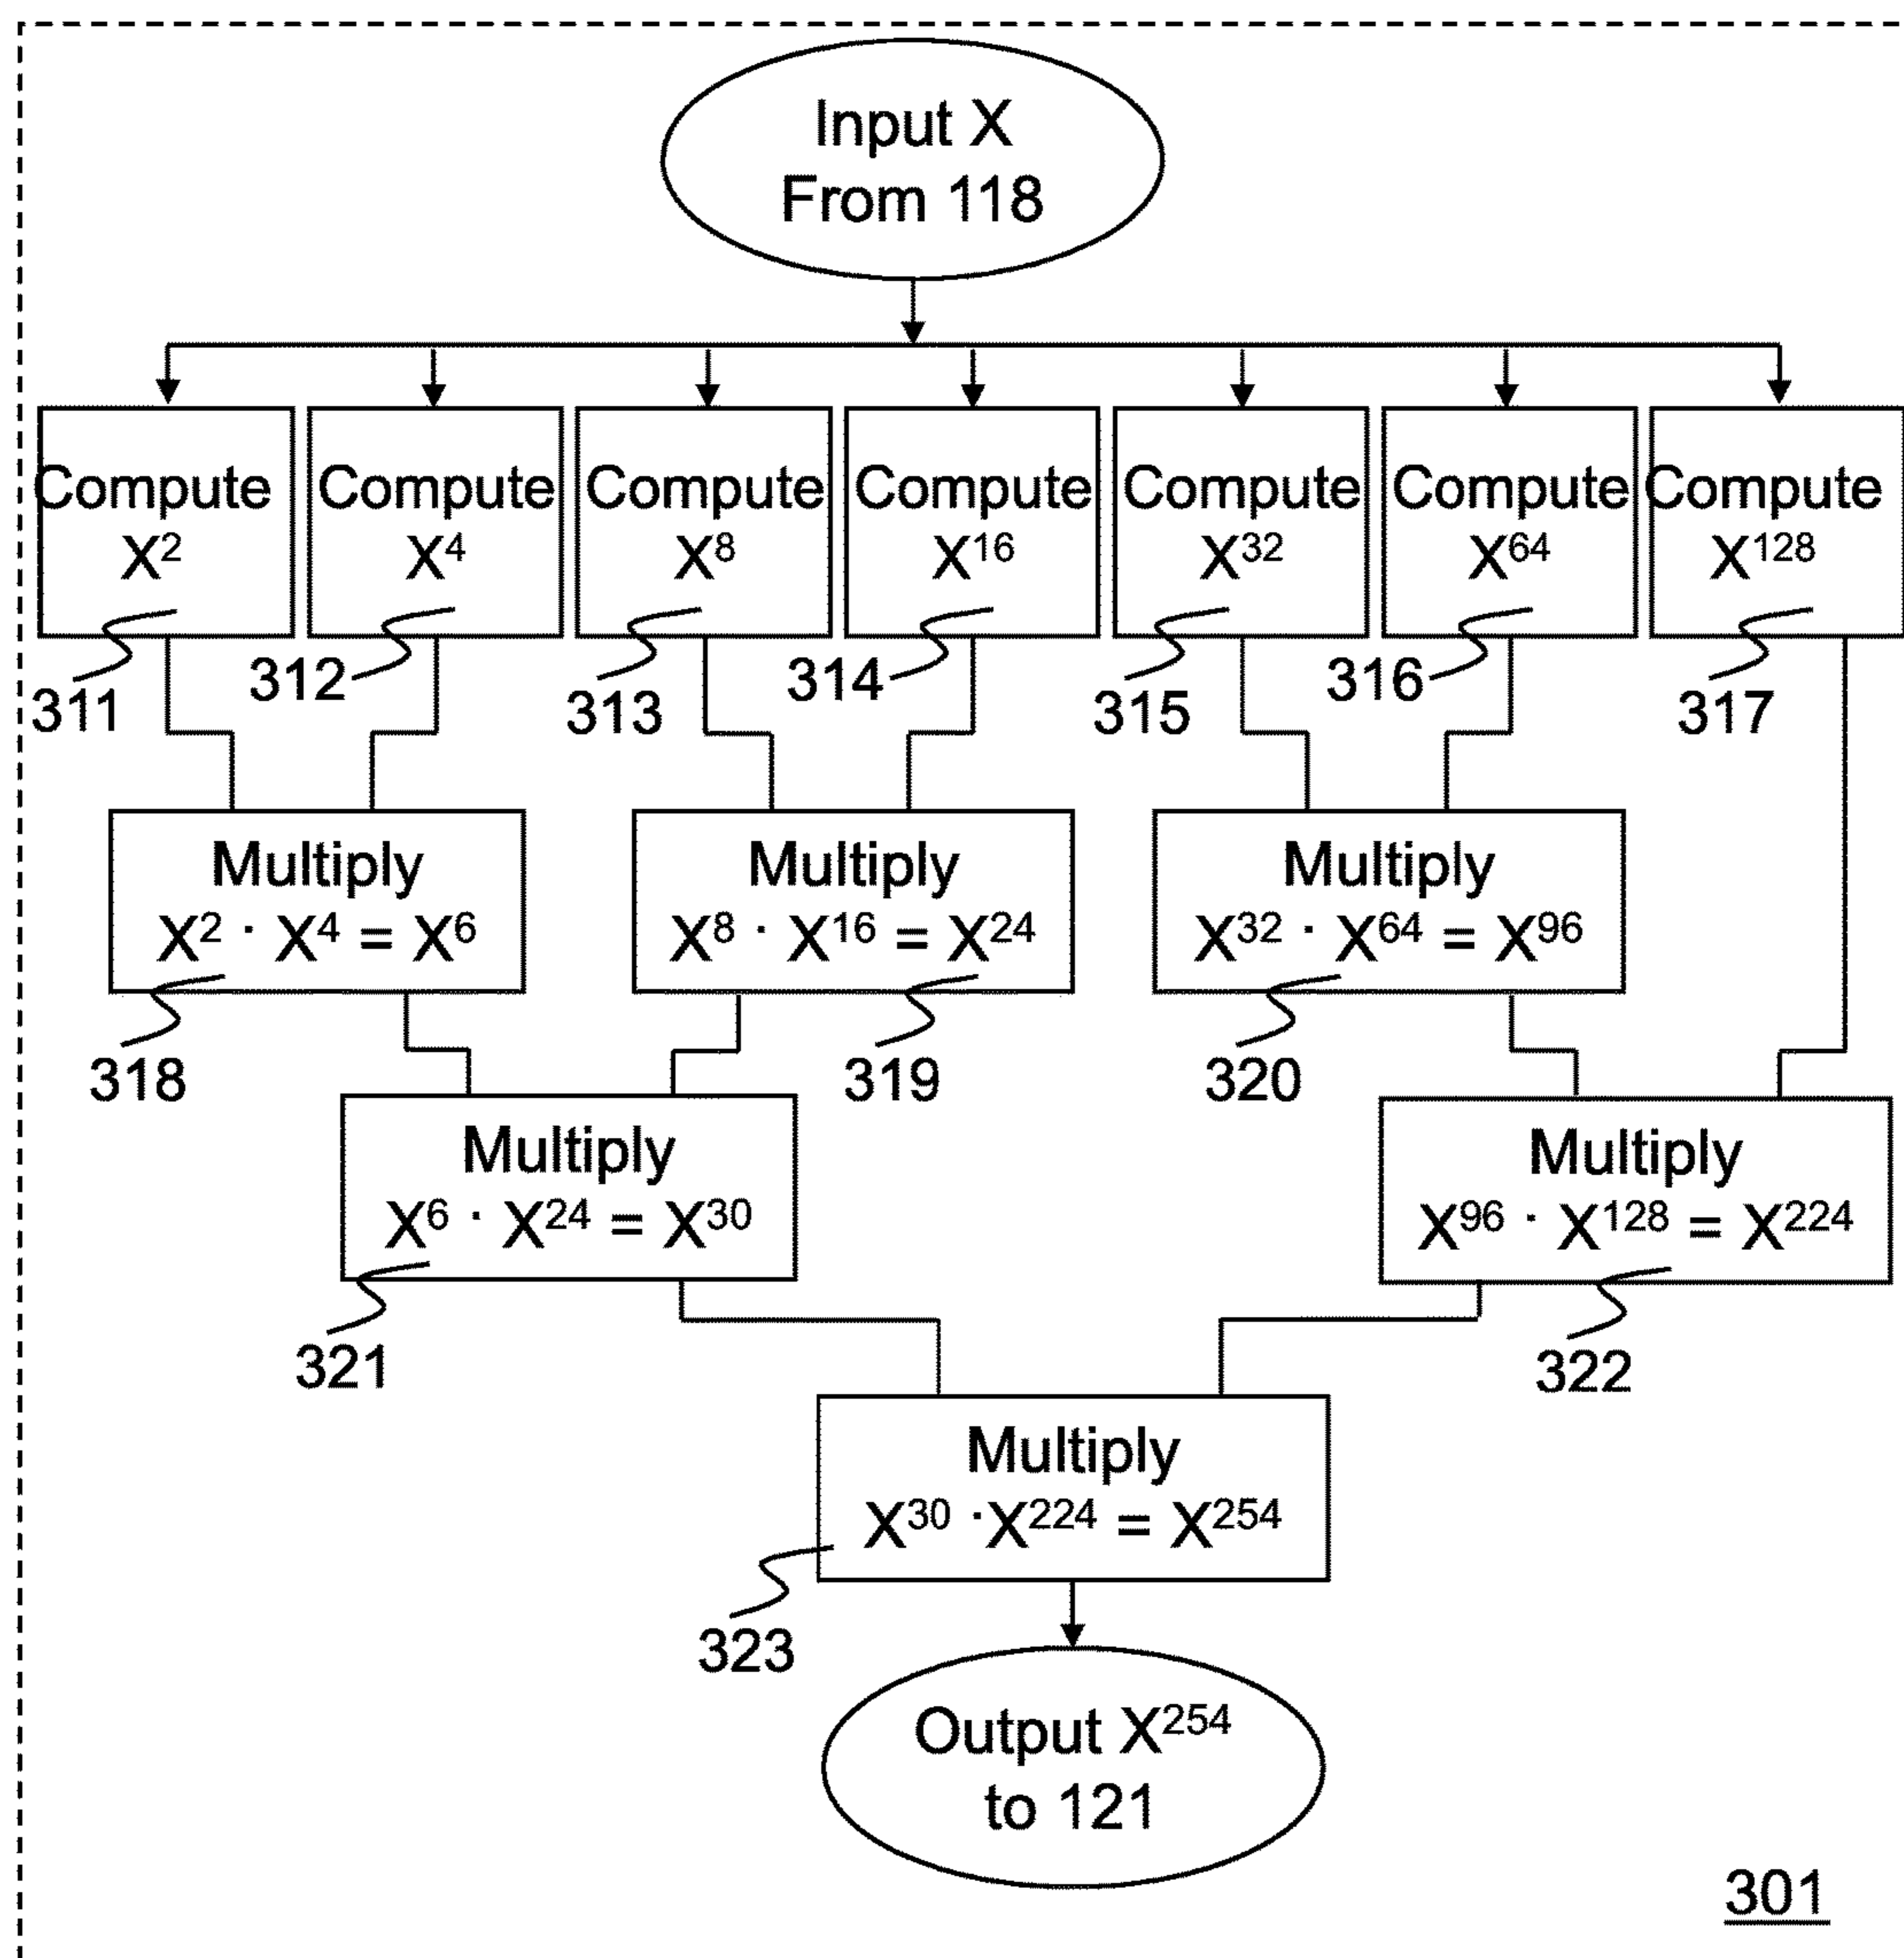 Input X
From 118
Compute
X²
Compute
X⁴
Compute
X⁸
Compute
X¹⁶
Compute
X³²
Compute
X⁶⁴
Compute
X¹²⁸
311
312
313
314
315
316
317
Multiply
X² · X⁴ = X⁶
Multiply
X⁸ · X¹⁶ = X²⁴
Multiply
X³² · X⁶⁴ = X⁹⁶
318
319
320
Multiply
X⁶ · X²⁴ = X³⁰
Multiply
X⁹⁶ · X¹²⁸ = X²²⁴
321
322
Multiply
X³⁰ · X²²⁴ = X²⁵⁴
323
Output X²⁵⁴
to 121
301